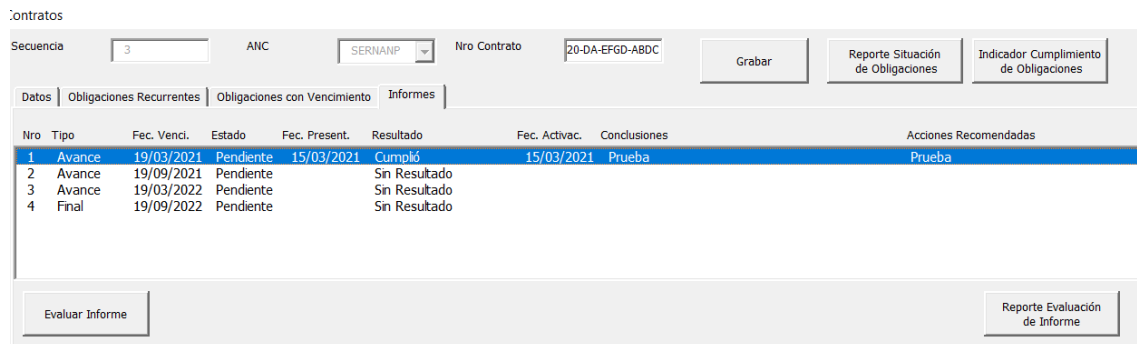 Contratos
Secuencia 3 ANC SERNANP Nro Contrato 20-DA-EFGD-ABDC
Grabar
Reporte Situación
de Obligaciones
Indicador Cumplimiento
de Obligaciones
Datos Obligaciones Recurrentes Obligaciones con Vencimiento Informes
Nro Tipo Fec. Venci. Estado Fec. Present. Resultado Fec. Activac. Conclusiones Acciones Recomendadas
1 Avance 19/03/2021 Pendiente 15/03/2021 Cumplió 15/03/2021 Prueba Prueba
2 Avance 19/09/2021 Pendiente Sin Resultado
3 Avance 19/03/2022 Pendiente Sin Resultado
4 Final 19/09/2022 Pendiente Sin Resultado
Evaluar Informe
Reporte Evaluación
de Informe